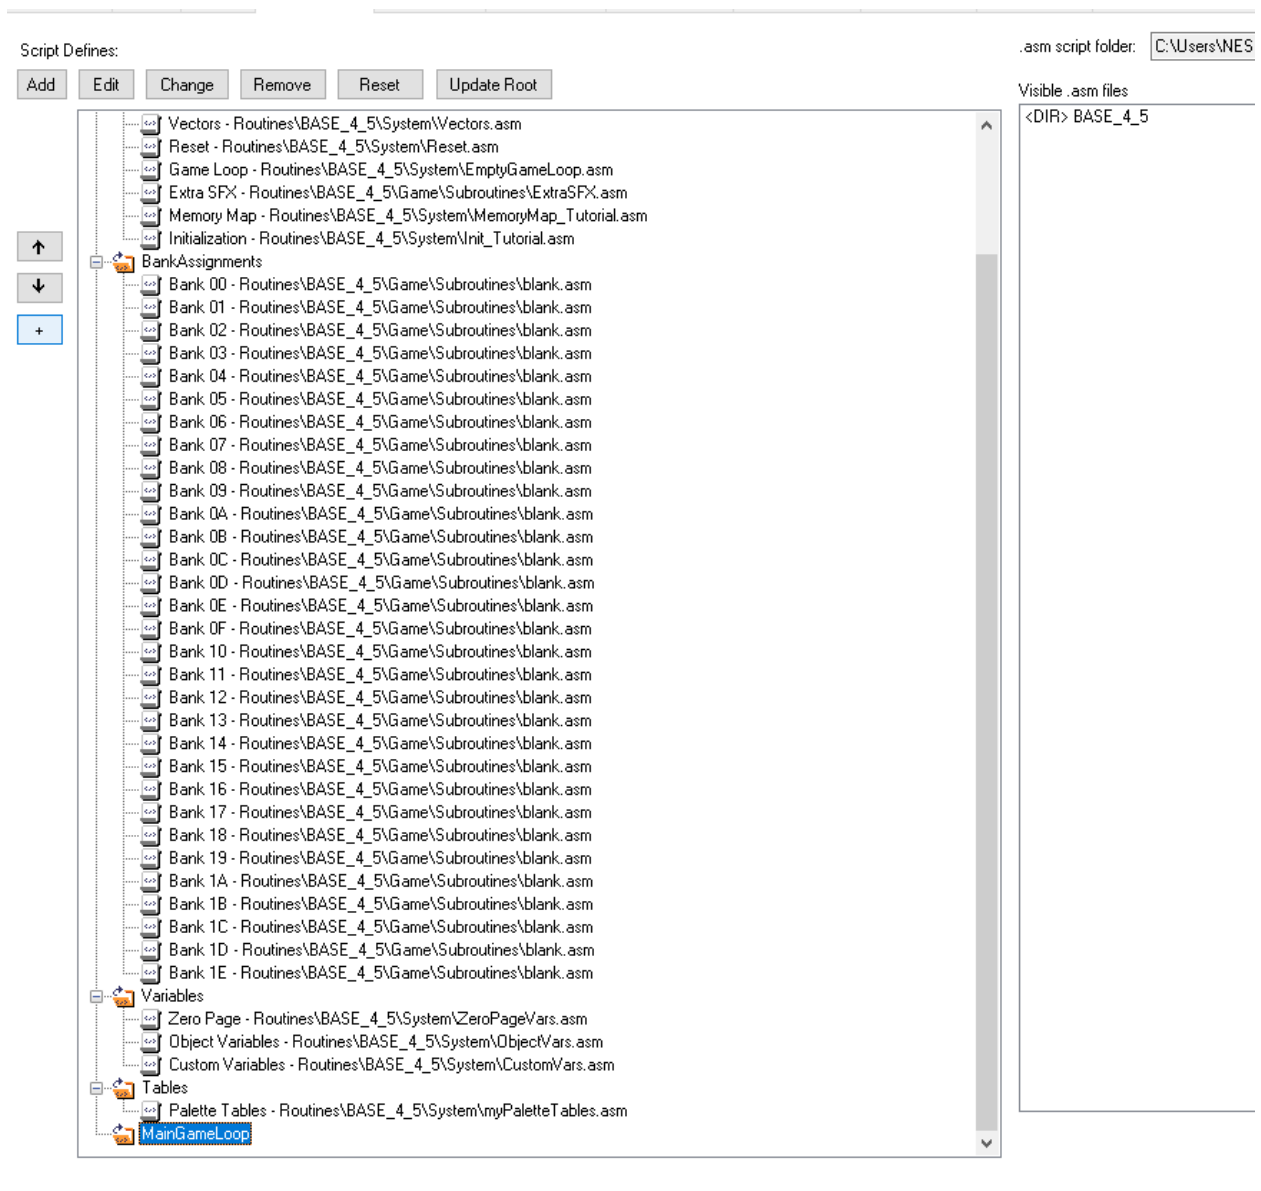 Script Defines:
.asm script folder: C:\Users\NES
Add Edit Change Remove Reset Update Root
Visible .asm files
<DIR> BASE_4_5
Vectors - Routines\BASE_4_5\System\Vectors.asm
Reset - Routines\BASE_4_5\System\Reset.asm
Game Loop - Routines\BASE_4_5\System\EmptyGameLoop.asm
Extra SFX - Routines\BASE_4_5\Game\Subroutines\ExtraSFX.asm
Memory Map - Routines\BASE_4_5\System\MemoryMap_Tutorial.asm
Initialization - Routines\BASE_4_5\System\Init_Tutorial.asm
BankAssignments
Bank 00 - Routines\BASE_4_5\Game\Subroutines\blank.asm
Bank 01 - Routines\BASE_4_5\Game\Subroutines\blank.asm
Bank 02 - Routines\BASE_4_5\Game\Subroutines\blank.asm
+
Bank 03 - Routines\BASE_4_5\Game\Subroutines\blank.asm
Bank 04 - Routines\BASE_4_5\Game\Subroutines\blank.asm
Bank 05 - Routines\BASE_4_5\Game\Subroutines\blank.asm
Bank 06 - Routines\BASE_4_5\Game\Subroutines\blank.asm
Bank 07 - Routines\BASE_4_5\Game\Subroutines\blank.asm
Bank 08 - Routines\BASE_4_5\Game\Subroutines\blank.asm
Bank 09 - Routines\BASE_4_5\Game\Subroutines\blank.asm
Bank 0A - Routines\BASE_4_5\Game\Subroutines\blank.asm
Bank 0B - Routines\BASE_4_5\Game\Subroutines\blank.asm
Bank 0C - Routines\BASE_4_5\Game\Subroutines\blank.asm
Bank 0D - Routines\BASE_4_5\Game\Subroutines\blank.asm
Bank 0E - Routines\BASE_4_5\Game\Subroutines\blank.asm
Bank 0F - Routines\BASE_4_5\Game\Subroutines\blank.asm
Bank 10 - Routines\BASE_4_5\Game\Subroutines\blank.asm
Bank 11 - Routines\BASE_4_5\Game\Subroutines\blank.asm
Bank 12 - Routines\BASE_4_5\Game\Subroutines\blank.asm
Bank 13 - Routines\BASE_4_5\Game\Subroutines\blank.asm
Bank 14 - Routines\BASE_4_5\Game\Subroutines\blank.asm
Bank 15 - Routines\BASE_4_5\Game\Subroutines\blank.asm
Bank 16 - Routines\BASE_4_5\Game\Subroutines\blank.asm
Bank 17 - Routines\BASE_4_5\Game\Subroutines\blank.asm
Bank 18 - Routines\BASE_4_5\Game\Subroutines\blank.asm
Bank 19 - Routines\BASE_4_5\Game\Subroutines\blank.asm
Bank 1A - Routines\BASE_4_5\Game\Subroutines\blank.asm
Bank 1B - Routines\BASE_4_5\Game\Subroutines\blank.asm
Bank 1C - Routines\BASE_4_5\Game\Subroutines\blank.asm
Bank 1D - Routines\BASE_4_5\Game\Subroutines\blank.asm
Bank 1E - Routines\BASE_4_5\Game\Subroutines\blank.asm
Variables
Zero Page - Routines\BASE_4_5\System\ZeroPageVars.asm
Object Variables - Routines\BASE_4_5\System\ObjectVars.asm
Custom Variables - Routines\BASE_4_5\System\CustomVars.asm
Tables
Palette Tables - Routines\BASE_4_5\System\myPaletteTables.asm
MainGameLoop